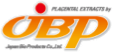 PLACENTAL EXTRACTS by
JBP
Japan Bio Products Co., Ltd.